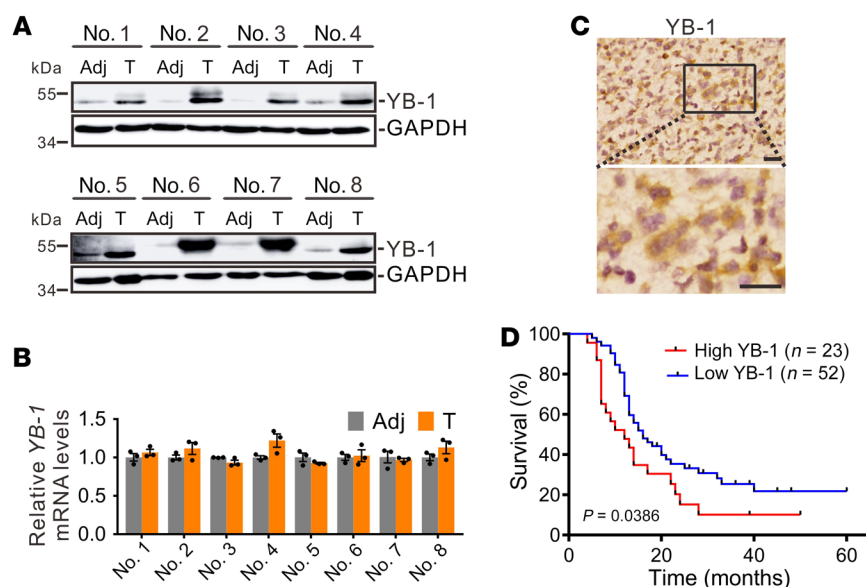 A
No. 1 No. 2 No. 3 No. 4
kDa Adj T Adj T Adj T Adj T
55 YB-1
GAPDH
34
No. 5 No. 6 No. 7 No. 8
kDa Adj T Adj T Adj T Adj T
55 YB-1
GAPDH
34
B
Relative YB-1
mRNA levels
1.5
1.0
0.5
0.0
Adj T
No. 1 No. 2 No. 3 No. 4 No. 5 No. 6 No. 7 No. 8
C
YB-1
D
Survival (%)
100
80
60
40
20
0
High YB-1 (n = 23)
Low YB-1 (n = 52)
P = 0.0386
0 20 40 60
Time (months)